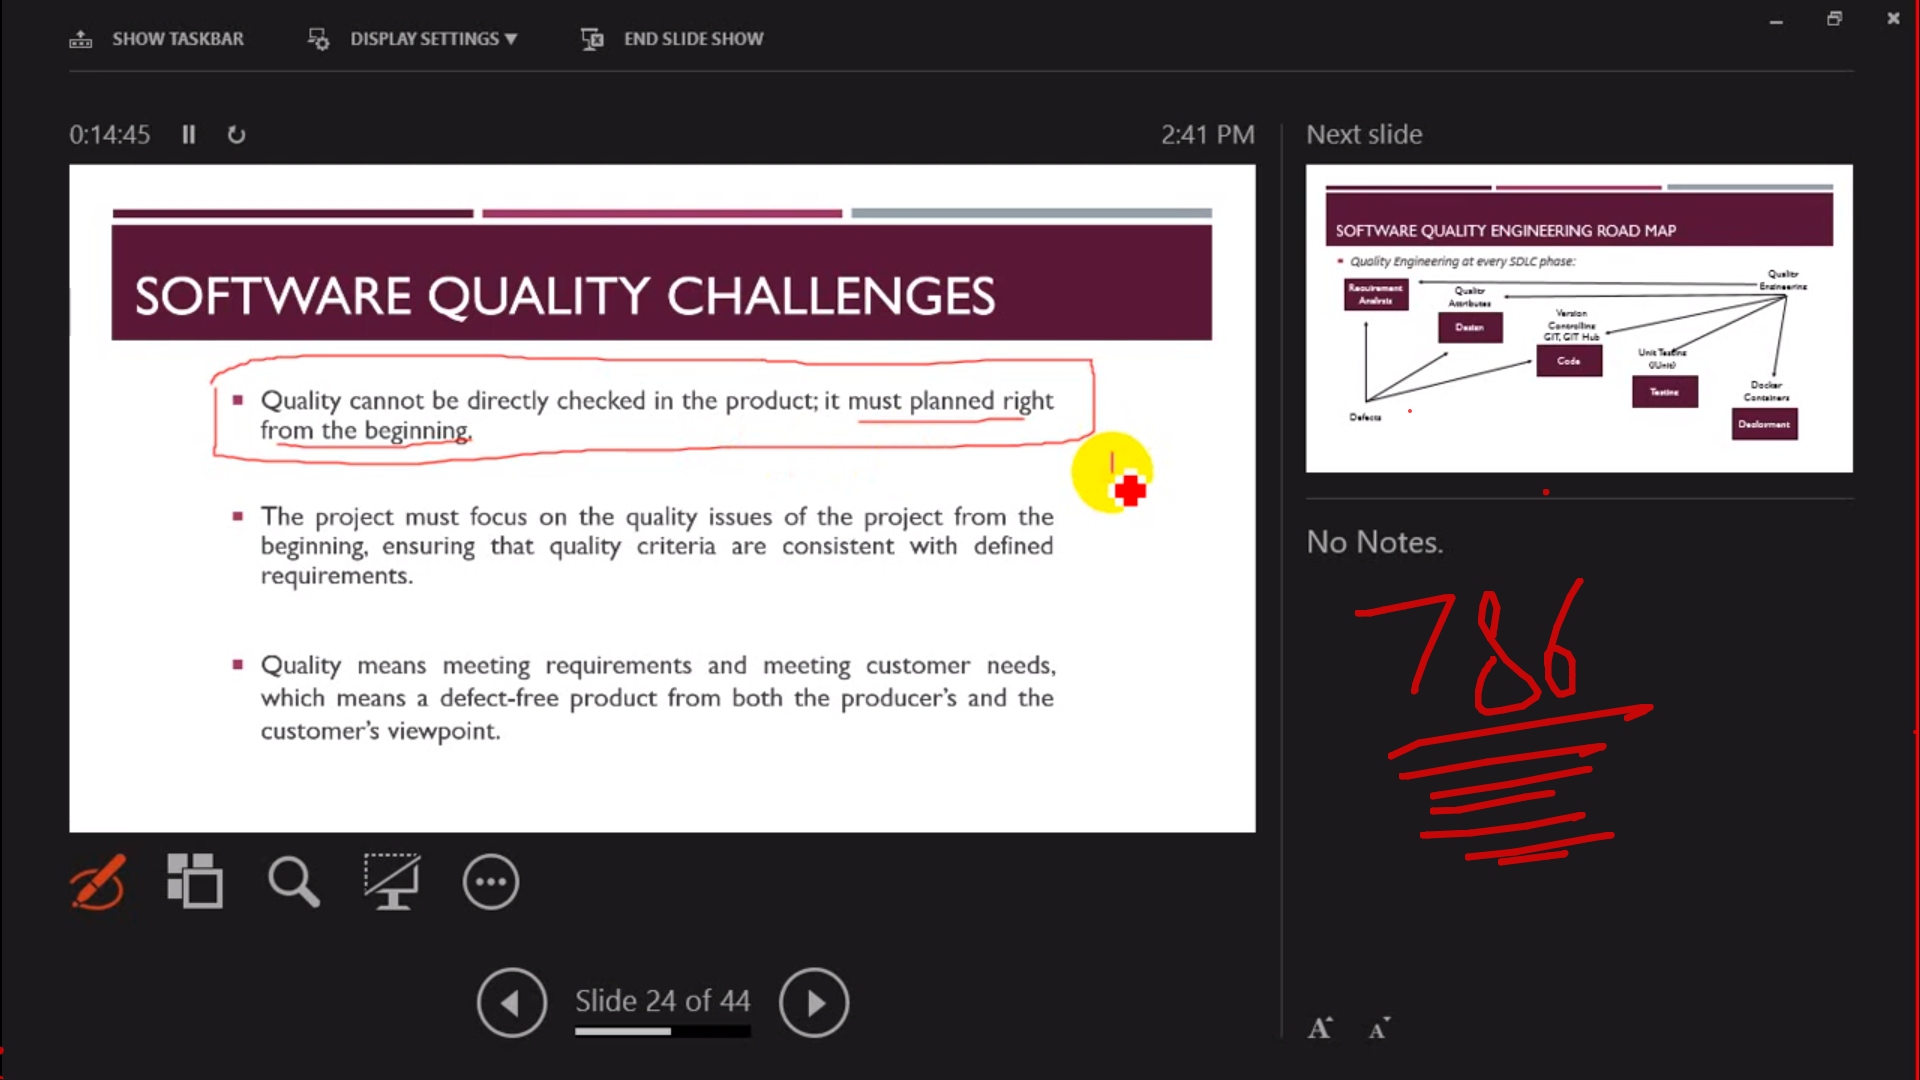 SHOW TASKBAR
DISPLAY SETTINGS
END SLIDE SHOW
0:14:45
2:41 PM
SOFTWARE QUALITY CHALLENGES
Quality cannot be directly checked in the product; it must planned right
from the beginning.
The project must focus on the quality issues of the project from the
beginning, ensuring that quality criteria are consistent with defined
requirements.
Quality means meeting requirements and meeting customer needs,
which means a defect-free product from both the producer's and the
customer's viewpoint.
Slide 24 of 44
Next slide
SOFTWARE QUALITY ENGINEERING ROAD MAP
Quality Engineering at every SDLC phase:
Quality
Engineering
Requirement
Analysis
Quality
Attributes
Design
Version
Controlling
GIT, GIT Hub
Code
Unit Testing
(JUnit)
Testing
Docker
Containers
Deployment
Defects
No Notes.
786
A A